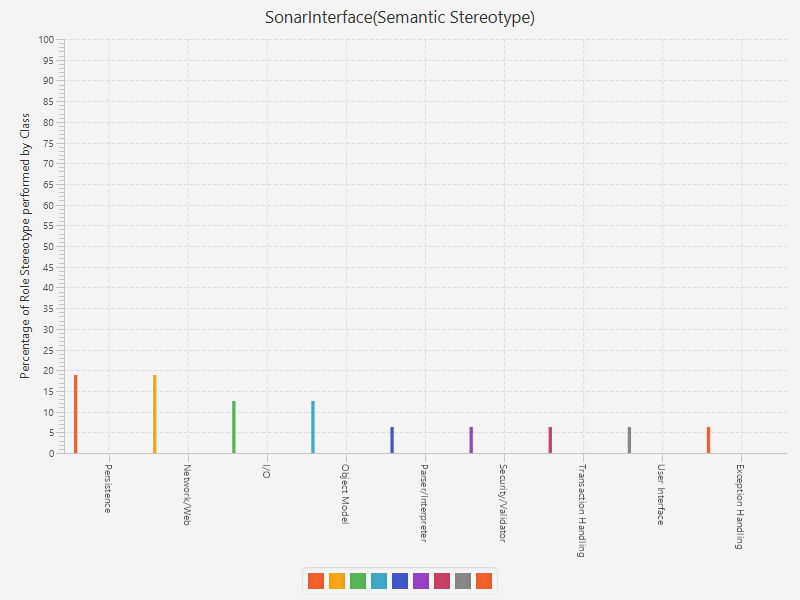 SonarInterface(Semantic Stereotype)
Percentage of Role Stereotype performed by Class
100
95
90
85
80
75
70
65
60
55
50
45
40
35
30
25
20
15
10
5
0
Persistence
Network/Web
I/O
Object Model
Parser/Interpreter
Security/Validator
Transaction Handling
User Interface
Exception Handling